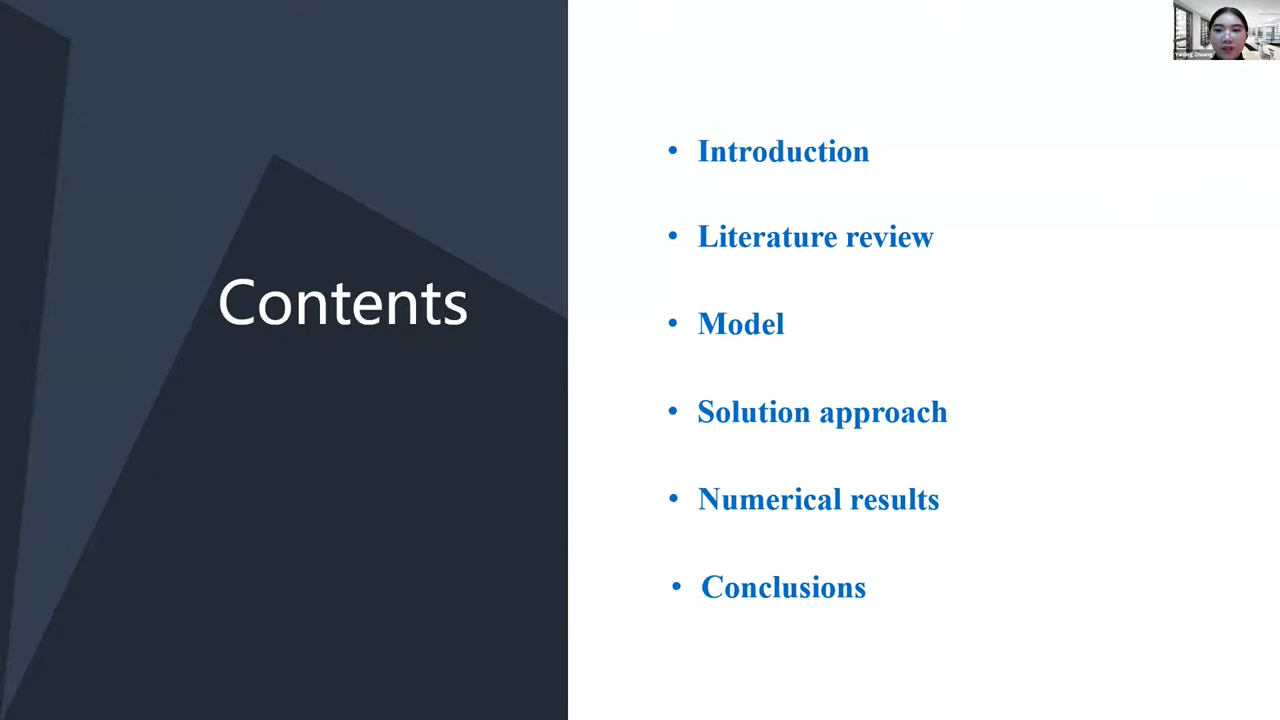 Contents
• Introduction
• Literature review
• Model
• Solution approach
• Numerical results
• Conclusions